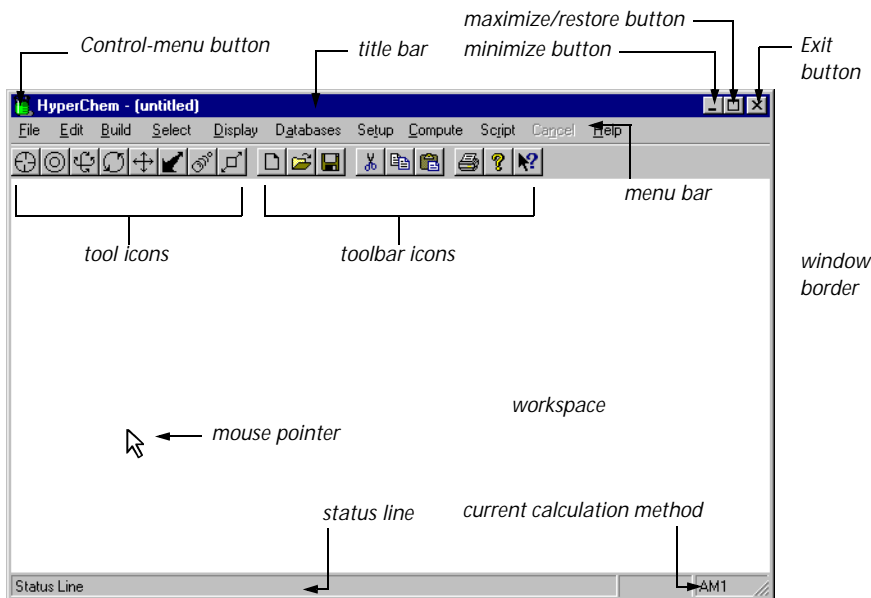 maximize/restore button
Control-menu button
title bar
minimize button
Exit
button
HyperChem - (untitled)
File Edit Build Select Display Databases Setup Compute Script Cancel Help
menu bar
tool icons
toolbar icons
window
border
workspace
mouse pointer
status line
current calculation method
Status Line
AM1